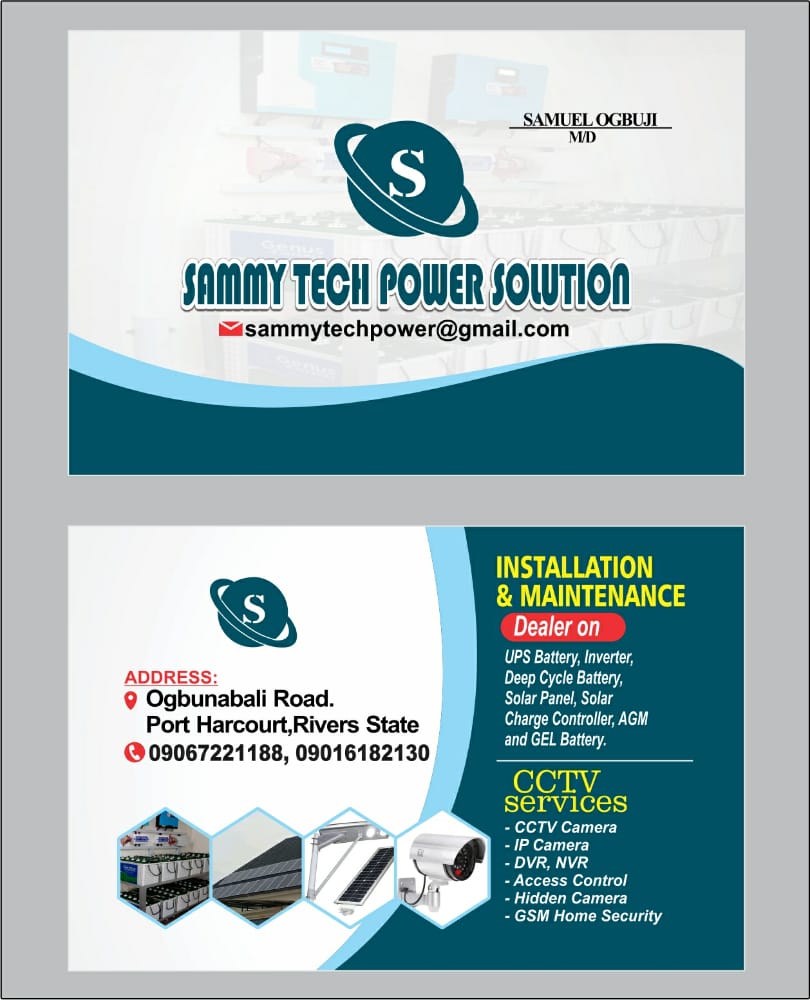 SAMUEL OGBUJI
M/D
S
SAMMY TECH POWER SOLUTION
sammytechpower@gmail.com
Genus
S
ADDRESS:
Ogbunabali Road.
Port Harcourt,Rivers State
09067221188, 09016182130
INSTALLATION
& MAINTENANCE
Dealer on
UPS Battery, Inverter,
Deep Cycle Battery,
Solar Panel, Solar
Charge Controller, AGM
and GEL Battery.
CCTV
services
- CCTV Camera
- IP Camera
- DVR, NVR
- Access Control
- Hidden Camera
- GSM Home Security